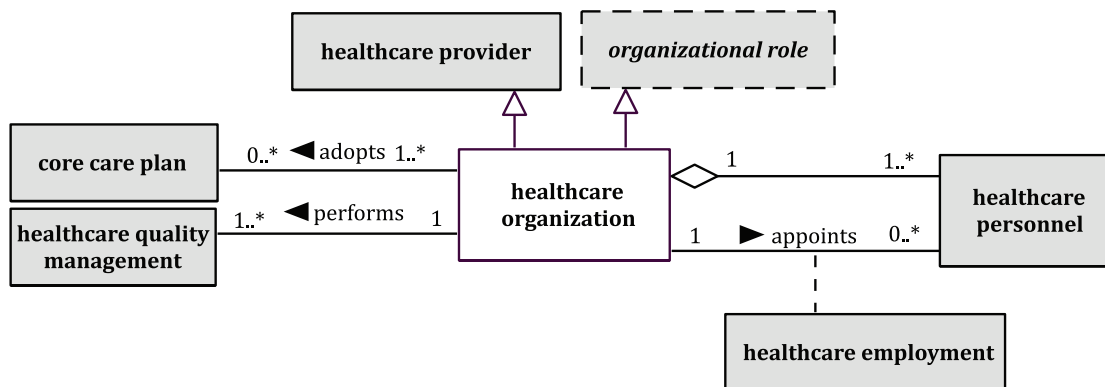 healthcare provider
organizational role
core care plan
0..*
◄ adopts
1..*
healthcare
organization
1
1..*
healthcare
personnel
healthcare quality
management
1..*
◄ performs
1
1
► appoints
0..*
healthcare employment